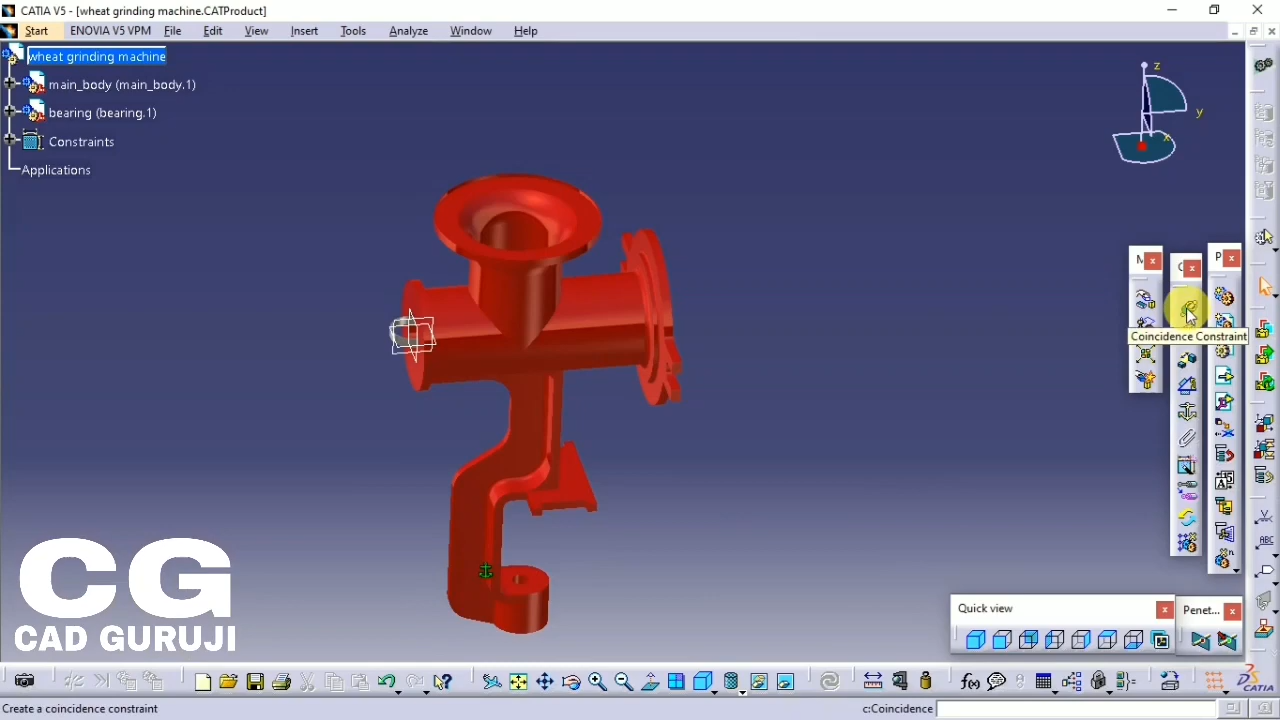 CATIA V5 - [wheat grinding machine.CATProduct]
Start ENOVIA V5 VPM File Edit View Insert Tools Analyze Window Help
wheat grinding machine
main_body (main_body.1)
bearing (bearing.1)
Constraints
Applications
z
y
x
M
C
P
Coincidence Constraint
Quick view
Penet...
CG
CAD GURUJI
f(x)
ABC
CATIA
Create a coincidence constraint
c:Coincidence